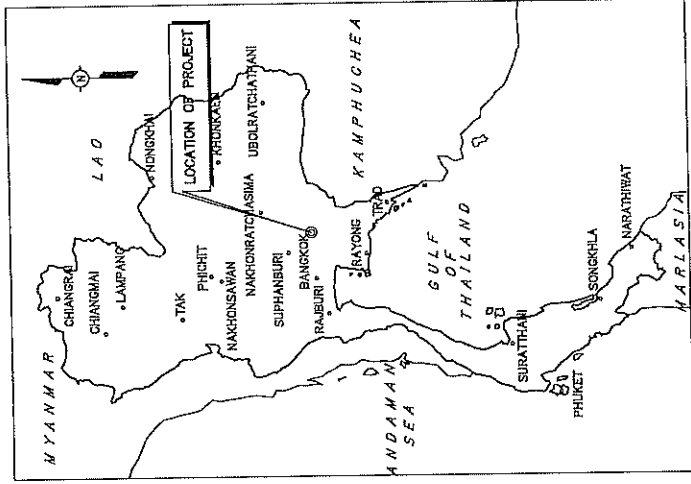 MYANMAR
LAO
N
CHIANGRAI
CHIANGMAI
LAMPANG
NONGKHAI
LOCATION OF PROJECT
TAK
PHICHIT
KHONKAEN
NAKHONSAWAN
NAKHONRATCHASIMA
UBOLRATCHATHANI
SUPHANBURI
BANGKOK
RAJBURI
KAMPHUCHEA
RAYONG
TRAD
GULF
OF
THAILAND
ANDAMAN
SEA
SURATTHANI
PHUKET
SONGKHLA
NARATHIWAT
MARLASIA